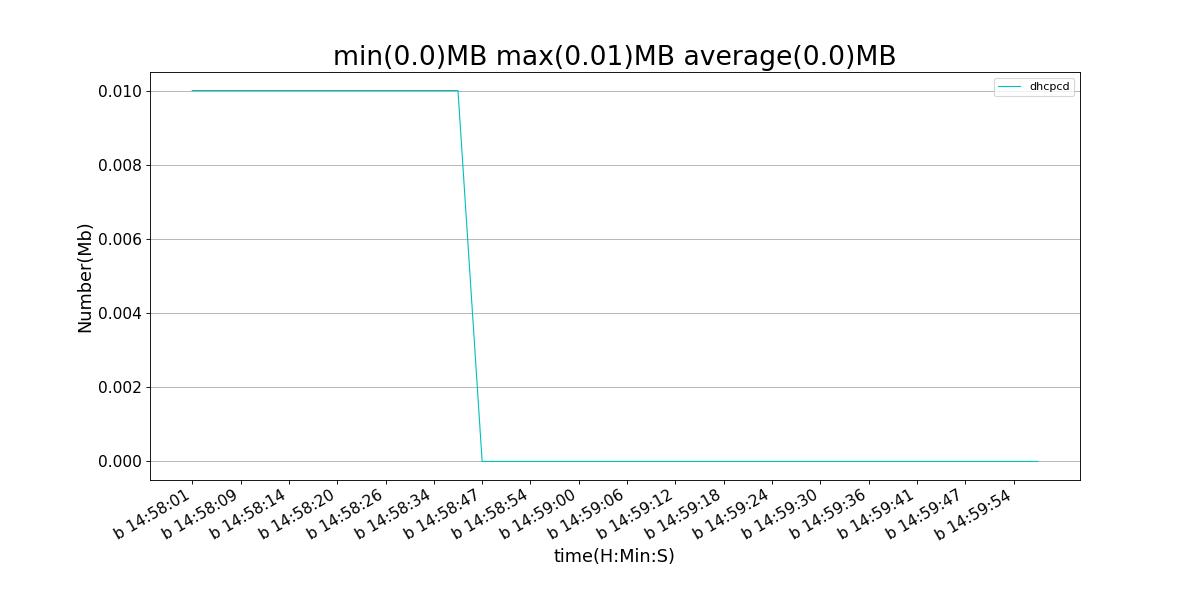 min(0.0)MB max(0.01)MB average(0.0)MB
dhcpcd
Number(Mb)
0.010
0.008
0.006
0.004
0.002
0.000
b 14:58:01
b 14:58:09
b 14:58:14
b 14:58:20
b 14:58:26
b 14:58:34
b 14:58:47
b 14:58:54
b 14:59:00
b 14:59:06
b 14:59:12
b 14:59:18
b 14:59:24
b 14:59:30
b 14:59:36
b 14:59:41
b 14:59:47
b 14:59:54
time(H:Min:S)